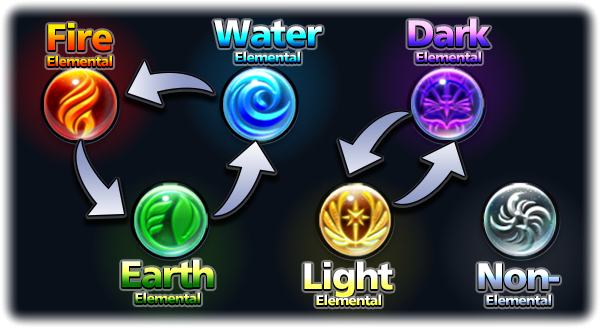 Fire
Elemental
Water
Elemental
Dark
Elemental
Earth
Elemental
Light
Elemental
Non-
Elemental